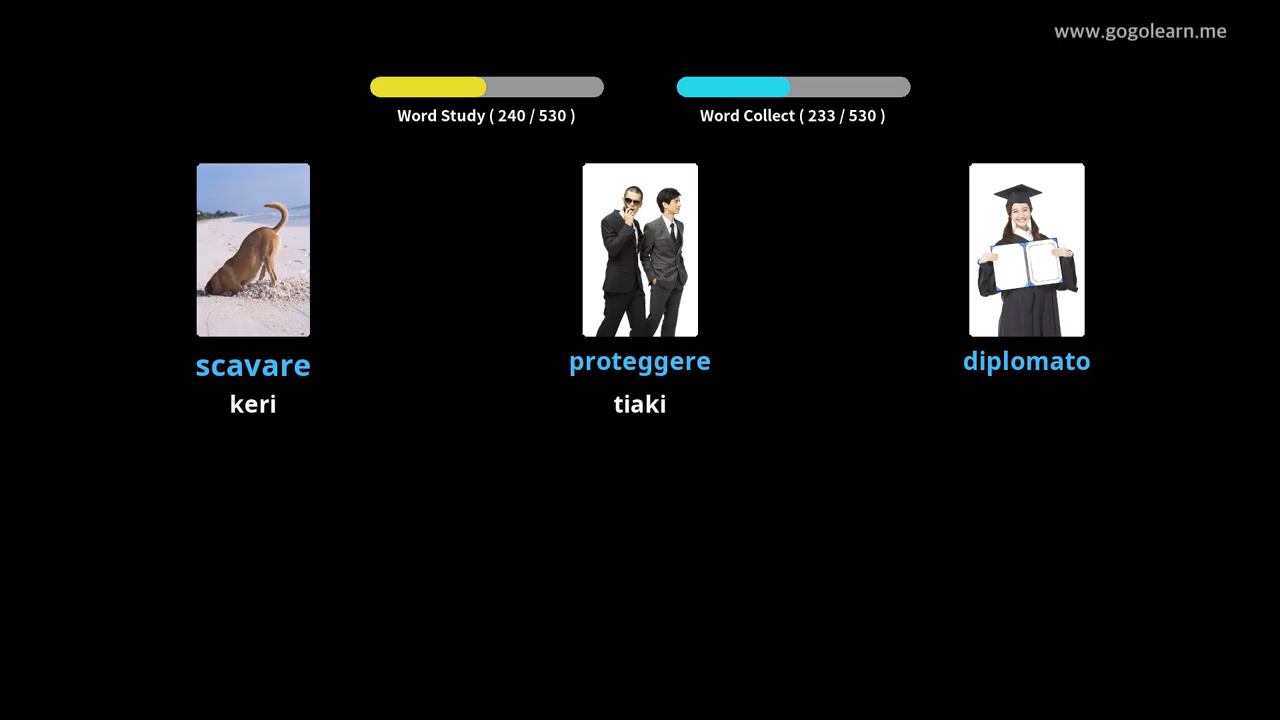 www.gogolearn.me
Word Study ( 240 / 530 )
Word Collect ( 233 / 530 )
scavare
proteggere
diplomato
keri
tiaki